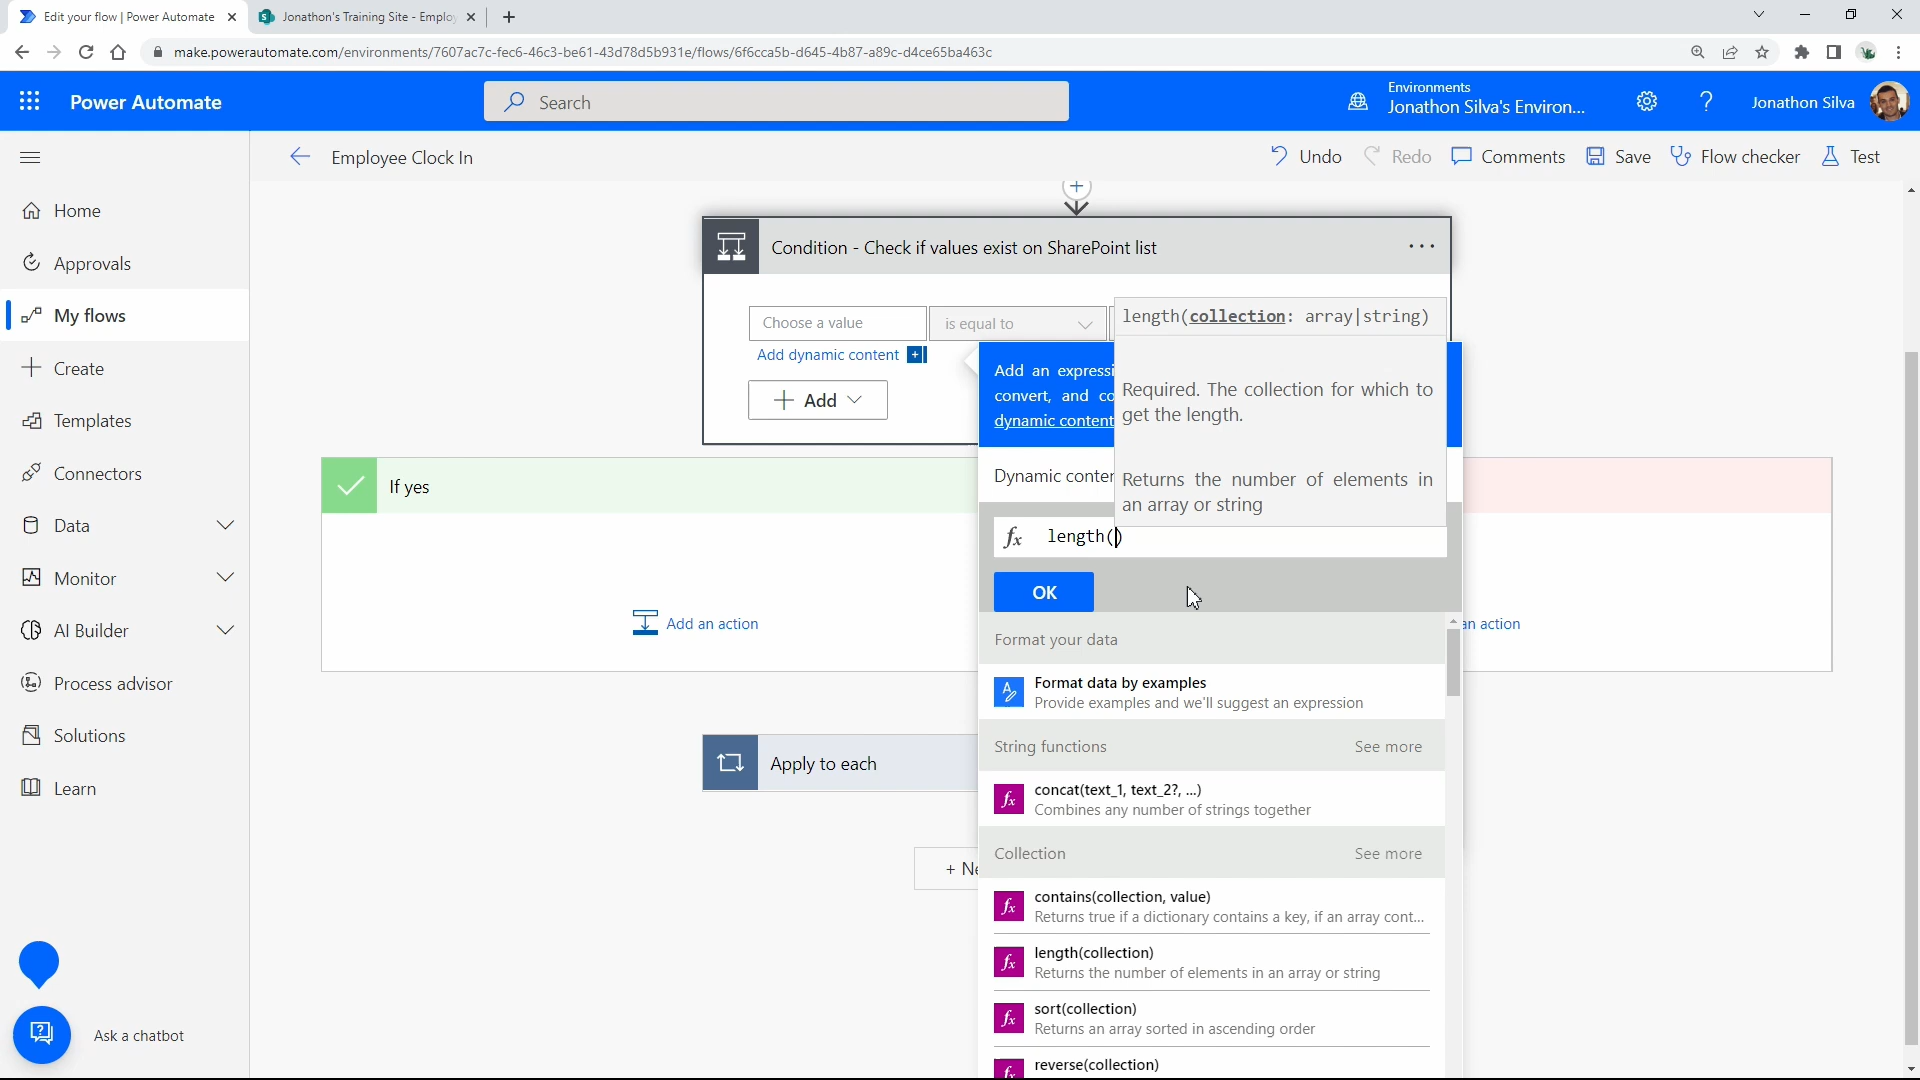 Edit your flow | Power Automate
Jonathon's Training Site - Employ
make.powerautomate.com/environments/7607ac7c-fec6-46c3-be61-43d78d5b931e/flows/6f6cca5b-d645-4b87-a89c-d4ce65ba463c
Power Automate
Search
Environments
Jonathon Silva's Environ...
Jonathon Silva
Employee Clock In
Undo
Redo
Comments
Save
Flow checker
Test
Home
Approvals
My flows
Create
Templates
Connectors
Data
Monitor
AI Builder
Process advisor
Solutions
Learn
Ask a chatbot
Condition - Check if values exist on SharePoint list
Choose a value
is equal to
Add dynamic content
Add
length(collection: array|string)
Required. The collection for which to
get the length.
Returns the number of elements in
an array or string
Add an expressi
convert, and co
dynamic content
Dynamic conten
If yes
fx length()
OK
Add an action
an action
Apply to each
+ Ne
Format your data
Format data by examples
Provide examples and we'll suggest an expression
String functions
See more
fx concat(text_1, text_2?, ...)
Combines any number of strings together
Collection
See more
fx contains(collection, value)
Returns true if a dictionary contains a key, if an array cont...
fx length(collection)
Returns the number of elements in an array or string
fx sort(collection)
Returns an array sorted in ascending order
fx reverse(collection)